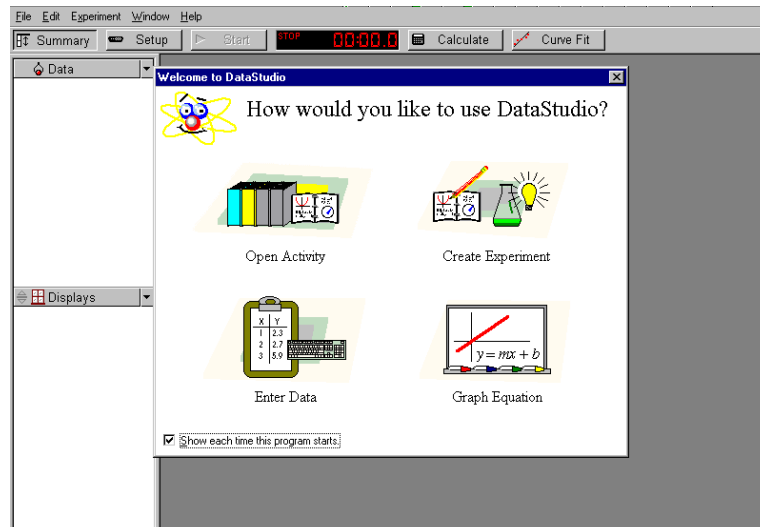 File Edit Experiment Window Help
Summary Setup Start STOP 00:00.0 Calculate Curve Fit
Data
Welcome to DataStudio
How would you like to use DataStudio?
Open Activity
Create Experiment
Displays
X Y
1 2.3
2 2.7
3 5.9
y = mx + b
Enter Data
Graph Equation
Show each time this program starts.